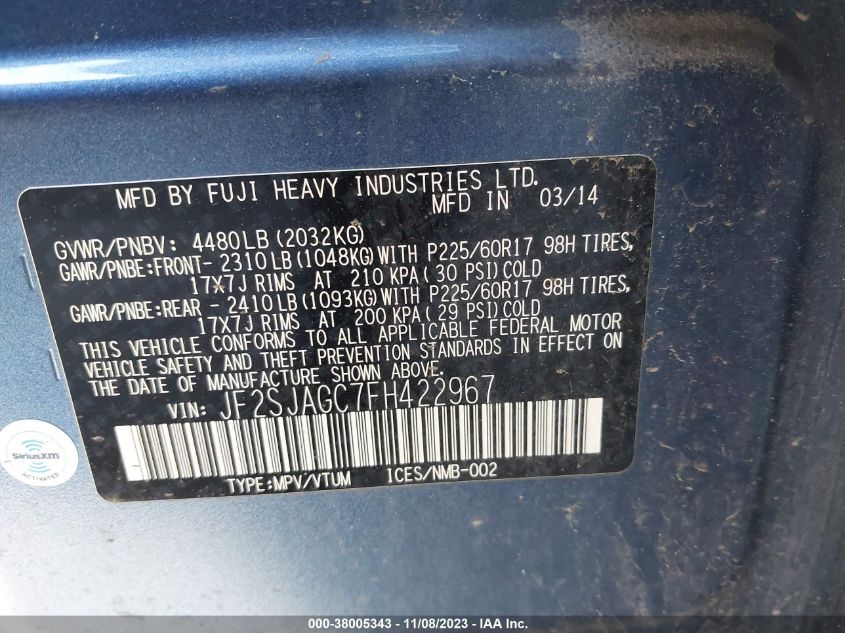 MFD BY FUJI HEAVY INDUSTRIES LTD.
MFD IN 03/14
GVWR/PNBV: 4480LB (2032KG)
GAWR/PNBE:FRONT- 2310LB (1048KG)WITH P225/60R17 98H TIRES,
17X7J RIMS AT 210 KPA( 30 PSI)COLD
GAWR/PNBE:REAR - 2410LB (1093KG)WITH P225/60R17 98H TIRES,
17X7J RIMS AT 200 KPA( 29 PSI)COLD
THIS VEHICLE CONFORMS TO ALL APPLICABLE FEDERAL MOTOR
VEHICLE SAFETY AND THEFT PREVENTION STANDARDS IN EFFECT ON
THE DATE OF MANUFACTURE SHOWN ABOVE.
VIN: JF2SJAGC7FH422967
TYPE:MPV/VTUM ICES/NMB-002
SiriusXM
ACTIVATED
000-38005343 - 11/08/2023 - IAA Inc.